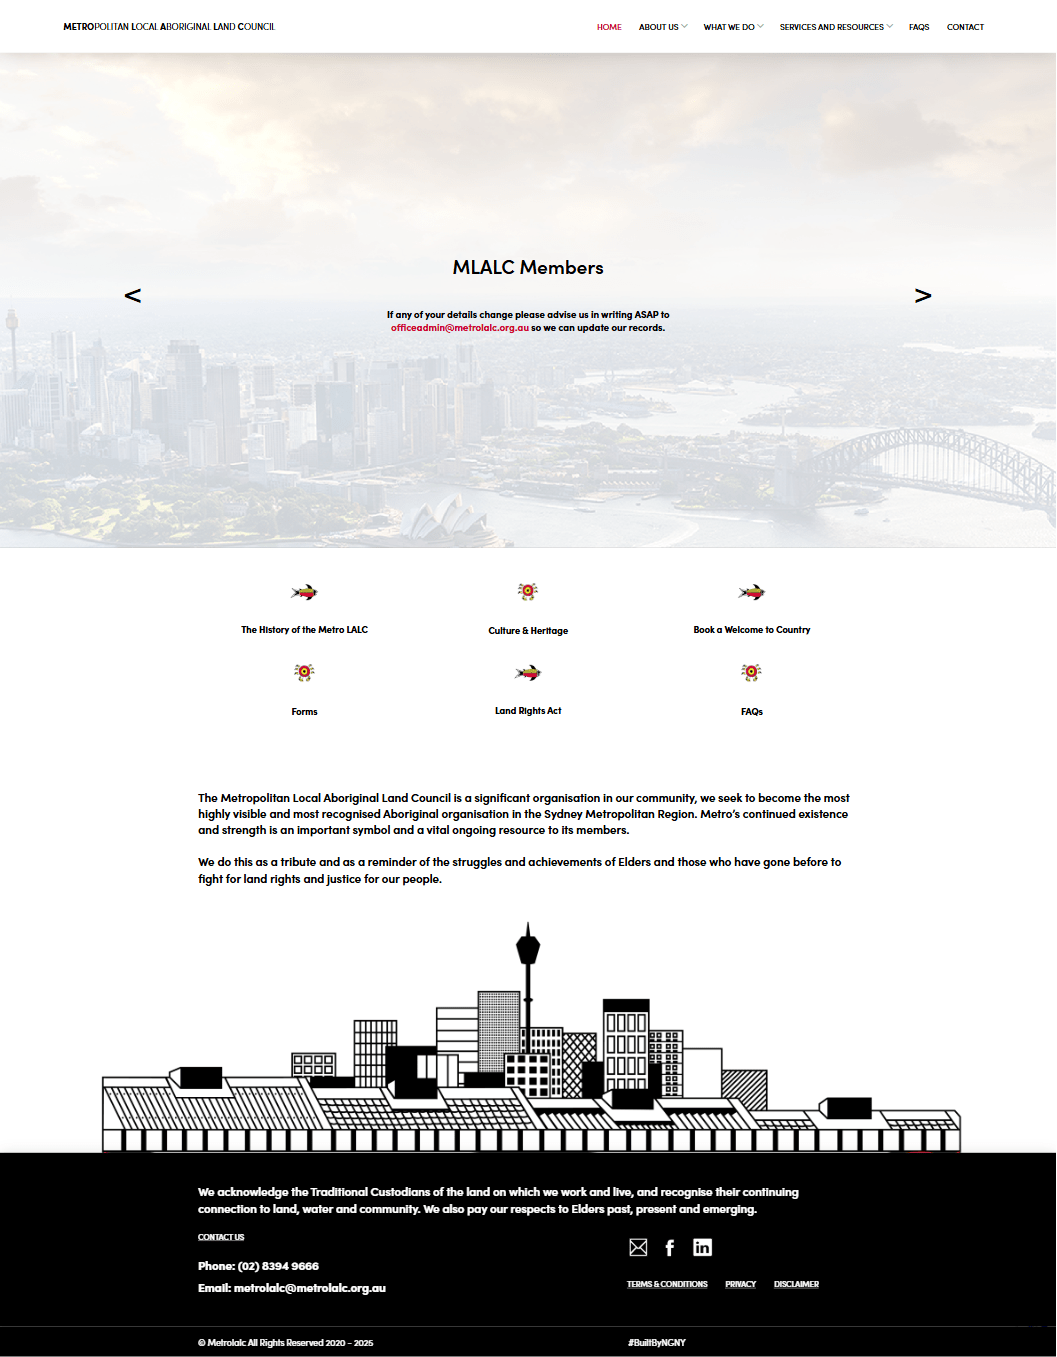 METROPOLITAN LOCAL ABORIGINAL LAND COUNCIL
HOME ABOUT US WHAT WE DO SERVICES AND RESOURCES FAQS CONTACT
MLALC Members
< >
If any of your details change please advise us in writing ASAP to
officeadmin@metrolalc.org.au so we can update our records.
The History of the Metro LALC Culture & Heritage Book a Welcome to Country
Forms Land Rights Act FAQs
The Metropolitan Local Aboriginal Land Council is a significant organisation in our community, we seek to become the most
highly visible and most recognised Aboriginal organisation in the Sydney Metropolitan Region. Metro’s continued existence
and strength is an important symbol and a vital ongoing resource to its members.
We do this as a tribute and as a reminder of the struggles and achievements of Elders and those who have gone before to
fight for land rights and justice for our people.
We acknowledge the Traditional Custodians of the land on which we work and live, and recognise their continuing
connection to land, water and community. We also pay our respects to Elders past, present and emerging.
CONTACT US
Phone: (02) 8394 9666
Email: metrolalc@metrolalc.org.au
TERMS & CONDITIONS PRIVACY DISCLAIMER
© Metrolalc All Rights Reserved 2020 – 2025 #BuiltByNGNY